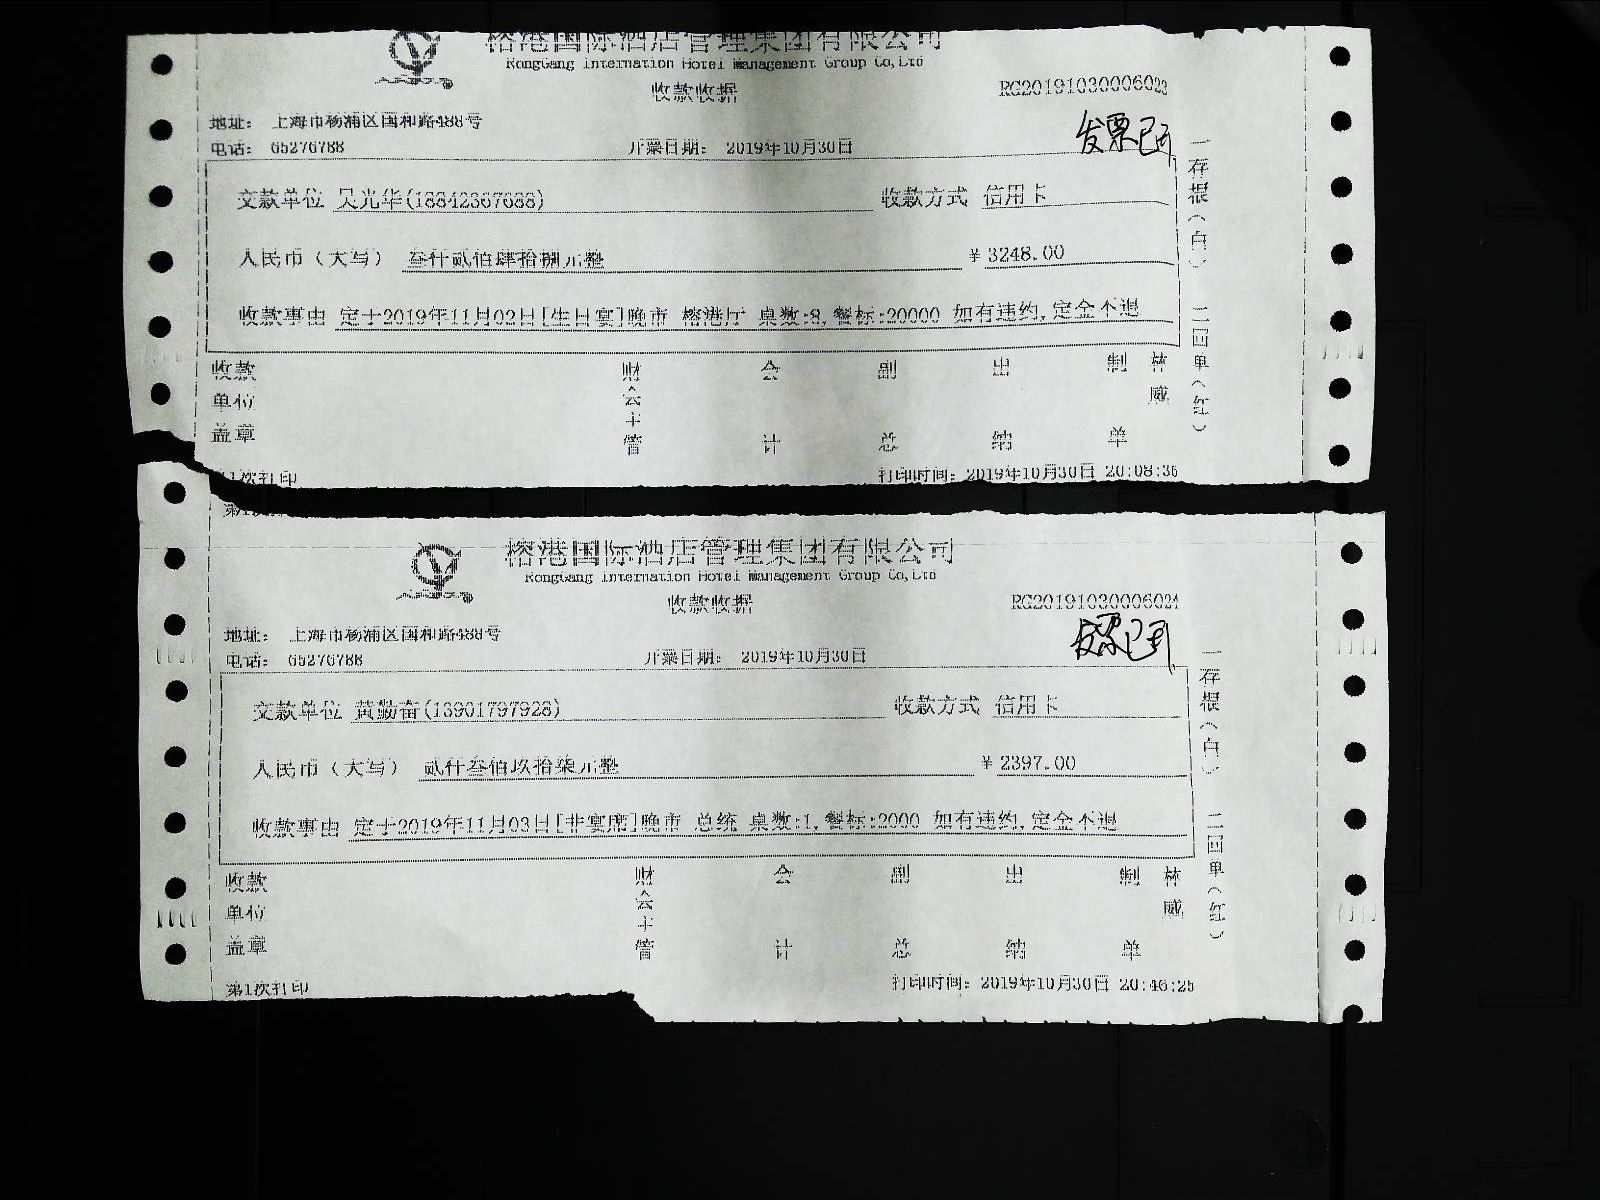 榕港国际酒店管理集团有限公司
RongGang Internation Hotel Management Group Co,Ltd
收款收据
RG20191030006023
地址： 上海市杨浦区国和路488号
发票已开
电话： 65276788 开票日期： 2019年10月30日
交款单位 吴光华(18842367688) 收款方式 信用卡
人民币（大写） 叁仟贰佰肆拾捌元整 ￥3248.00
收款事由 定于2019年11月02日[生日宴]晚市 榕港厅 桌数:8,餐标:20000 如有违约,定金不退
一存根（白） 二回单（红）
收款单位盖章 财会主管 会计 副总 出纳 制单 林威
第1次打印 打印时间：2019年10月30日 20:08:36
第1次打
榕港国际酒店管理集团有限公司
RongGang Internation Hotel Management Group Co,Ltd
收款收据
RG20191030006024
地址： 上海市杨浦区国和路488号
发票已开
电话： 65276788 开票日期： 2019年10月30日
交款单位 黄勤奋(13901797928) 收款方式 信用卡
人民币（大写） 贰仟叁佰玖拾柒元整 ￥2397.00
收款事由 定于2019年11月03日[非宴席]晚市 总统 桌数:1,餐标:2000 如有违约,定金不退
一存根（白） 二回单（红）
收款单位盖章 财会主管 会计 副总 出纳 制单 林威
第1次打印 打印时间：2019年10月30日 20:46:25